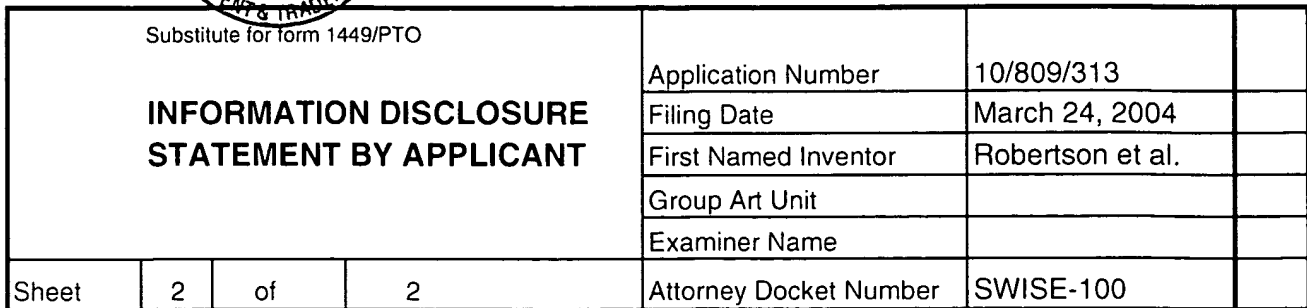 Substitute for form 1449/PTO
INFORMATION DISCLOSURE
STATEMENT BY APPLICANT
Application Number 10/809/313
Filing Date March 24, 2004
First Named Inventor Robertson et al.
Group Art Unit
Examiner Name
Sheet 2 of 2 Attorney Docket Number SWISE-100